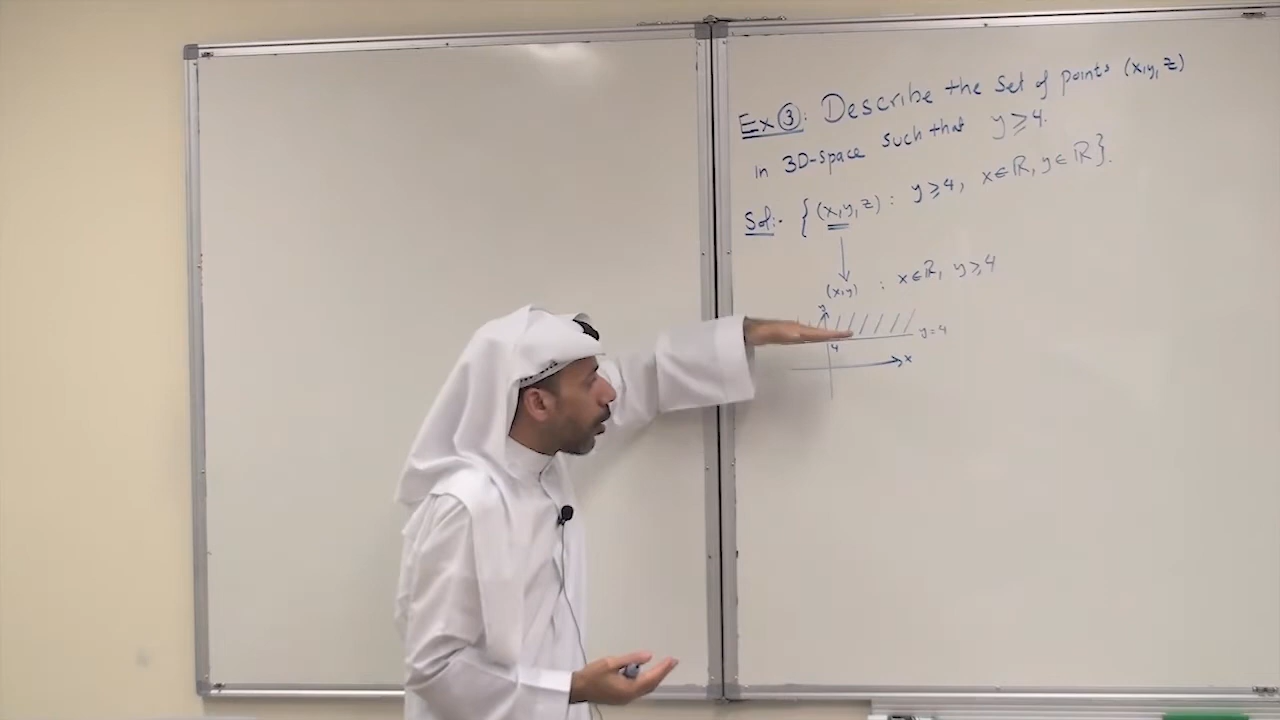 Ex ③: Describe the set of points (x,y,z)
in 3D-space such that y≥4.
Sol:- {(x,y,z): y≥4, x∈ℝ, y∈ℝ}.
(x,y) : x∈ℝ, y≥4
y
y=4
4
x